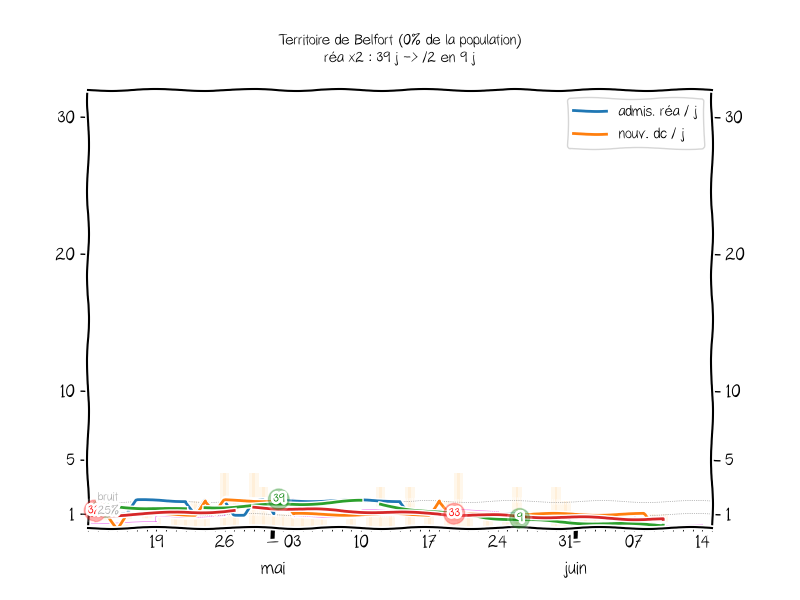 Territoire de Belfort (0% de la population)
réa x2 : 39 j -> /2 en 9 j
admis. réa / j
nouv. dc / j
30
30
20
20
10
10
5
5
bruit
25%
39
33
9
1
1
19 26 03 10 17 24 31 07 14
mai juin